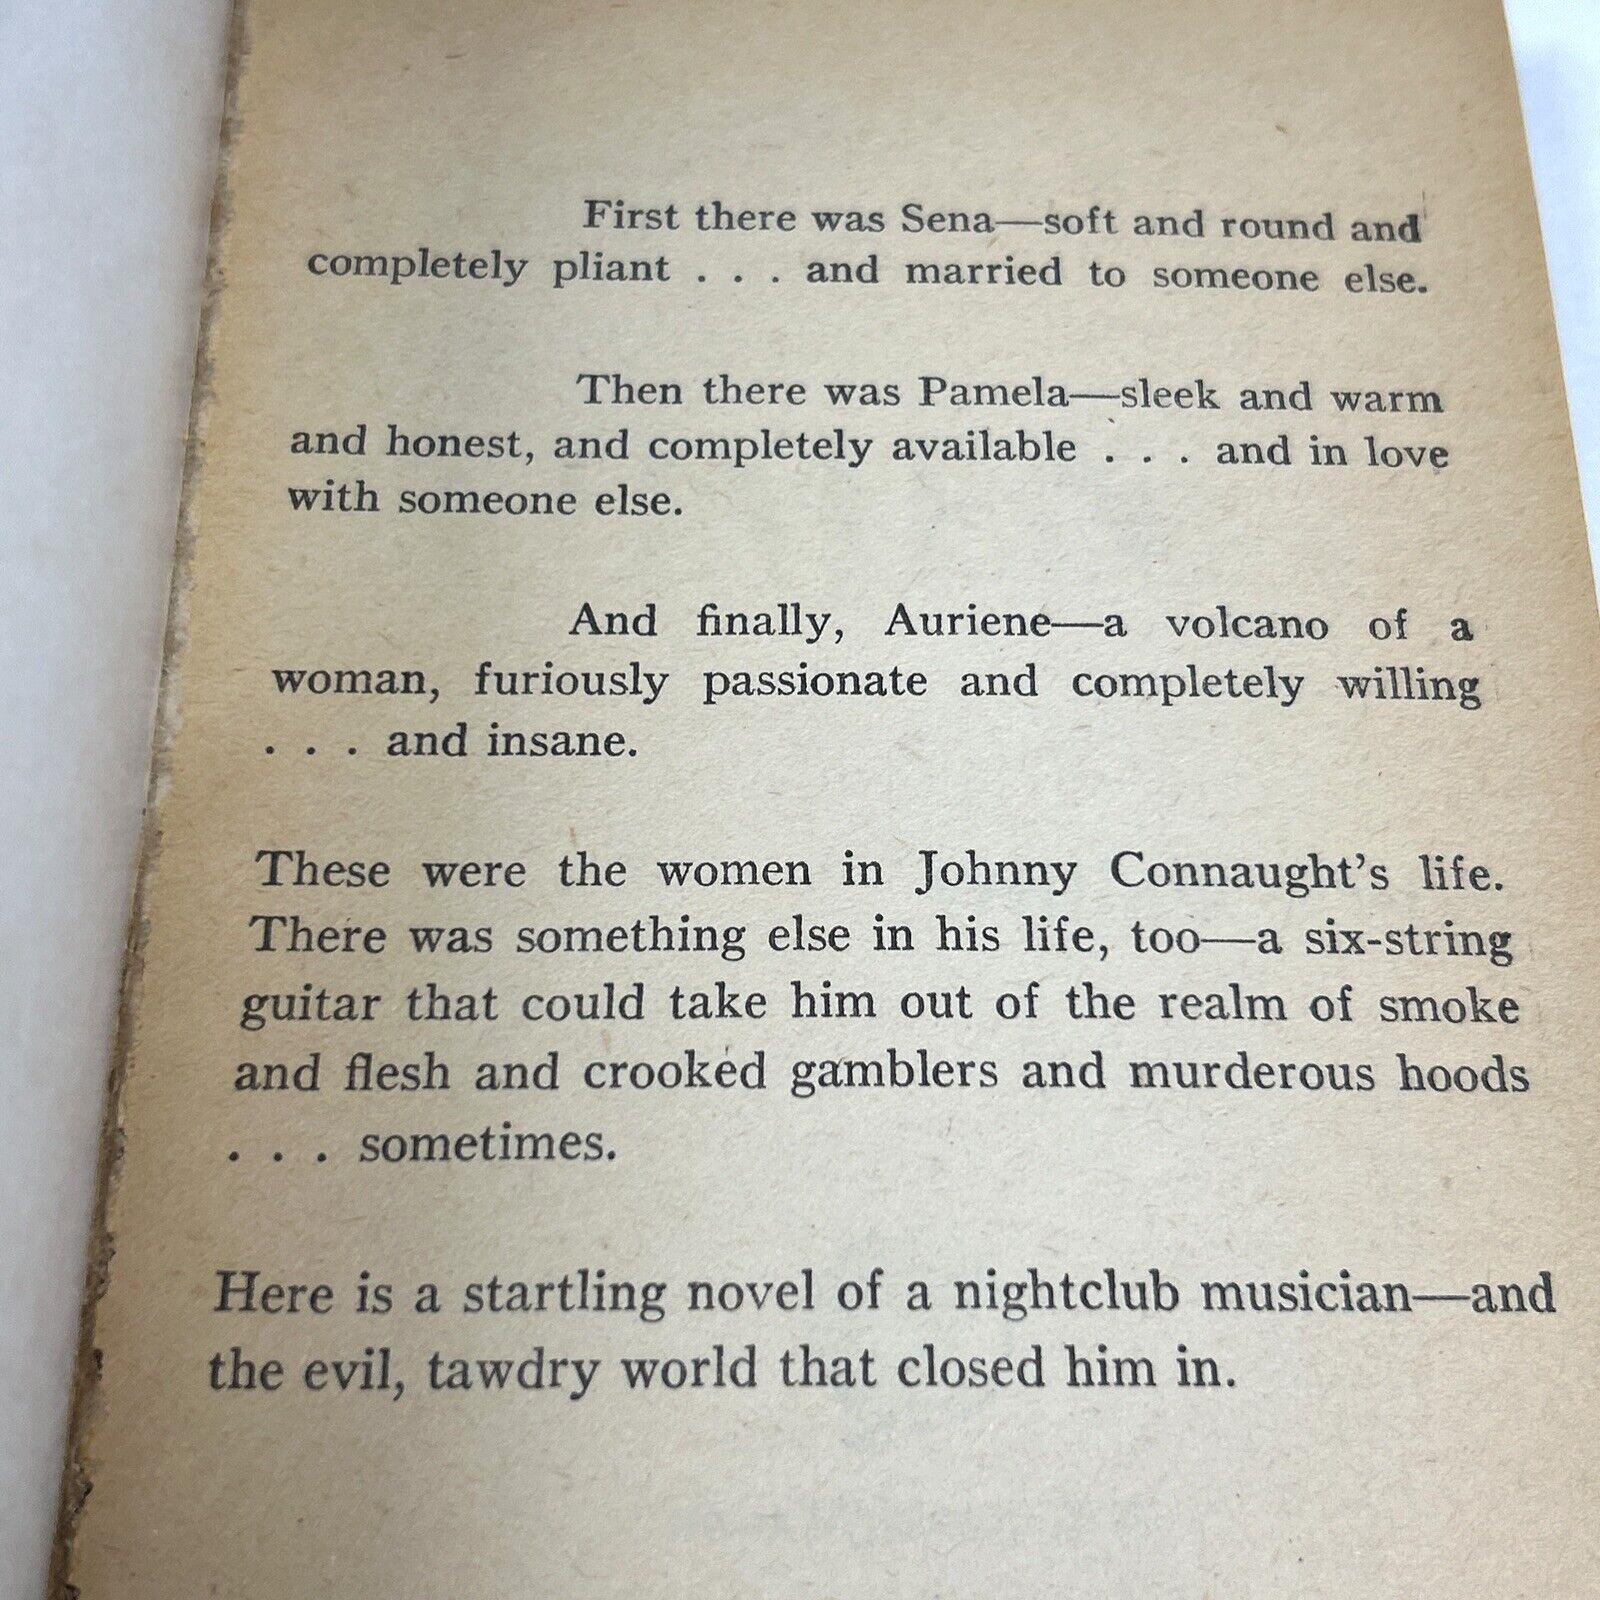 First there was Sena—soft and round and
completely pliant . . . and married to someone else.
Then there was Pamela—sleek and warm
and honest, and completely available . . . and in love
with someone else.
And finally, Auriene—a volcano of a
woman, furiously passionate and completely willing
. . . and insane.
These were the women in Johnny Connaught's life.
There was something else in his life, too—a six-string
guitar that could take him out of the realm of smoke
and flesh and crooked gamblers and murderous hoods
. . . sometimes.
Here is a startling novel of a nightclub musician—and
the evil, tawdry world that closed him in.